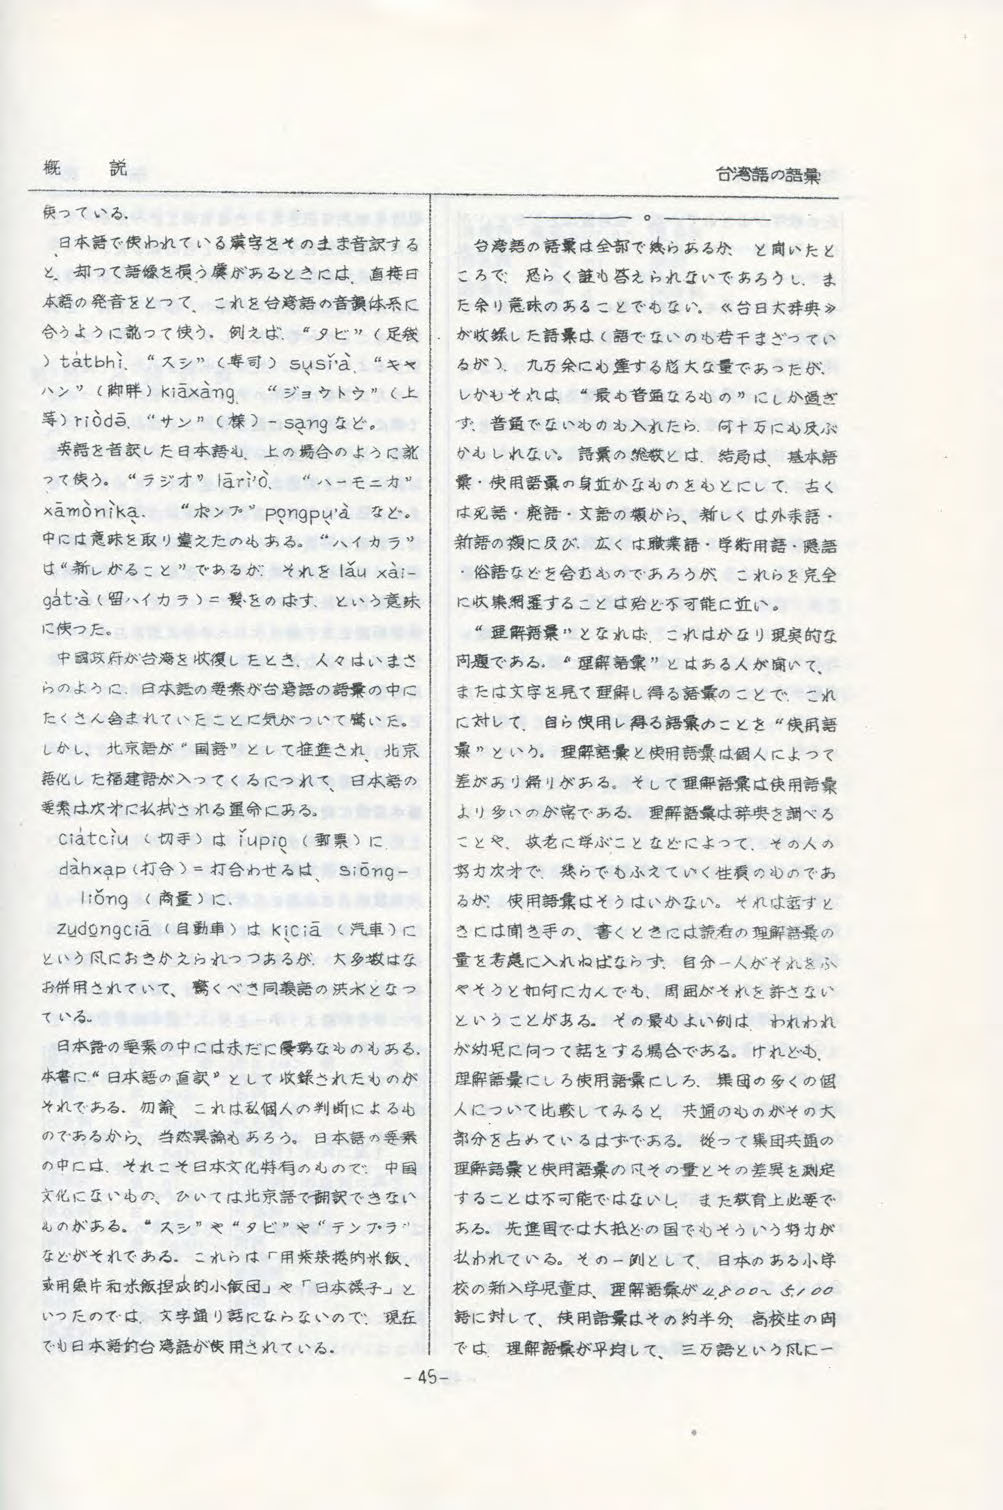 概　説
台湾語の語彙
使っている。
日本語で使われている漢字をそのまま音訳する
と、却って語像を損う虞があるときには、直接日
本語の発音をとって、これを台湾語の音韻体系に
合うように訛って使う。例えば、“タビ”（足袋
）tátbhì、“スシ”（寿司）sụsǐ'à、“キャ
ハン”（脚胖）kiāxàng、“ジョウトウ”（上
等）riòdā、“サン”（様）-sạngなど。
英語を音訳した日本語も、上の場合のように訛
って使う。“ラジオ”lāri'ò、“ハーモニカ”
xāmònikạ、“ポンプ”pọngpụ'à など。
中には意味を取り違えたのもある。“ハイカラ”
は“新しがること”であるが、それを lǎu xài-
gát·à（留ハイカラ）＝髪をのばす、という意味
に使った。
中國政府が台湾を收復したとき、人々はいまさ
らのように、日本語の要素が台湾語の語彙の中に
たくさん含まれていたことに気がついて驚いた。
しかし、北京語が“国語”として推進され、北京
語化した福建語が入ってくるにつれて、日本語の
要素は次オに払拭される運命にある。
ciátciu（切手）は ǐupiọ（郵票）に
dàhxạp（打合）＝打合わせるは、siōng-
liǒng（商量）に、
zụdọngciā（自動車）は kịciā（汽車）に
という風におきかえられつつあるが、大多数はな
お併用されていて、驚くべき同義語の洪水となっ
ている。
日本語の要素の中には未だに優勢なものもある。
本書に“日本語の直訳”として収録されたものが
それである。勿論、これは私個人の判断によるも
のであるから、当然異論もあろう。日本語の要素
の中には、それこそ日本文化特有のもので、中国
文化にないもの、ひいては北京語で翻訳できない
ものがある。“スシ”や“タビ”や“テンプラ”
などがそれである。これらは「用紫菜捲的米飯、
或用魚片和米飯捏成的小飯団」や「日本襪子」と
いったのでは、文字通り話にならないので、現在
でも日本語的台湾語が使用されている。
台湾語の語彙は全部で幾らあるか、と聞いたと
ころで、恐らく誰も答えられないであろうし、ま
た余り意味のあることでもない。≪台日大辞典≫
が収録した語彙は（語でないのも若干まざってい
るが）、九万余にも達する厖大な量であったが、
しかもそれは、“最も普通なるもの”にしか過ぎ
ず、普通でないものも入れたら、何十万にも及ぶ
かもしれない。語彙の総数とは、結局は、基本語
彙・使用語彙の身近かなものをもとにして、古く
は死語・廃語・文語の類から、新しくは外来語・
新語の類に及び、広くは職業語・学術用語・隠語
・俗語などを含むものであろうが、これらを完全
に收集網羅することは殆ど不可能に近い。
“理解語彙”となれば、これはかなり現実的な
問題である。“理解語彙”とはある人が聞いて、
または文字を見て理解し得る語彙のことで、これ
に対して、自ら使用し得る語彙のことを“使用語
彙”という。理解語彙と使用語彙は個人によって
差があり偏りがある。そして理解語彙は使用語彙
より多いのが常である。理解語彙は辞典を調べる
ことや、故老に学ぶことなどによって、その人の
努力次オで、幾らでもふえていく性質のものであ
るが、使用語彙はそうはいかない。それは話すと
きには聞き手の、書くときには読者の理解語彙の
量を考慮に入れねばならず、自分一人がそれをふ
やそうと如何に力んでも、周囲がそれを許さない
ということがある。その最もよい例は、われわれ
が幼児に向って話をする場合である。けれども、
理解語彙にしろ使用語彙にしろ、集団の多くの個
人について比較してみると、共通のものがその大
部分を占めているはずである。従って集団共通の
理解語彙と使用語彙の凡その量とその差異を測定
することは不可能ではないし、また教育上必要で
ある。先進国では大抵どの国でもそういう努力が
払われている。その一例として、日本のある小学
校の新入学児童は、理解語彙が4,800〜5,100
語に対して、使用語彙はその約半分、高校生の間
では、理解語彙が平均して、三万語という風に一
-45-